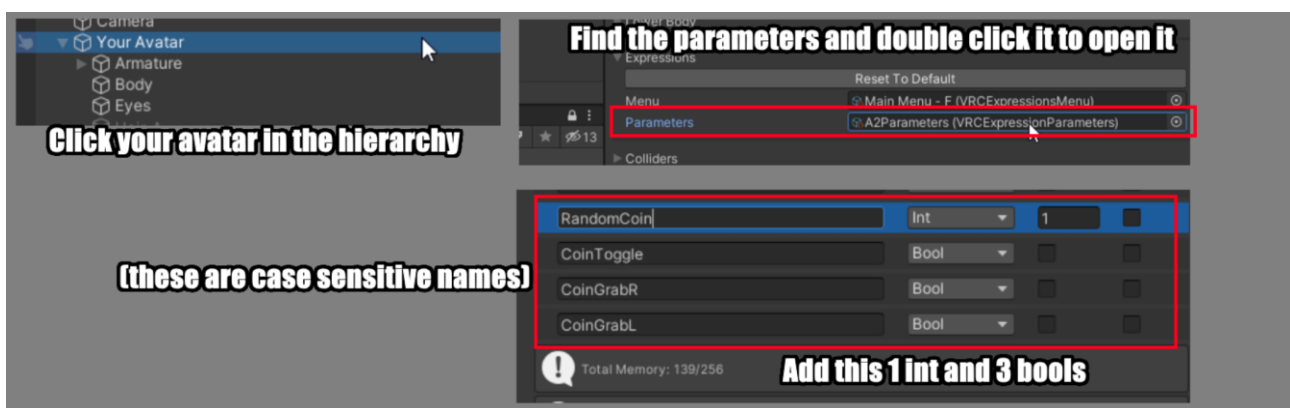 Camera
Your Avatar
Armature
Body
Eyes
Click your avatar in the hierarchy
Lower Body
Find the parameters and double click it to open it
Expressions
Reset To Default
Menu
Main Menu - F (VRCExpressionsMenu)
13
Parameters
A2Parameters (VRCExpressionParameters)
Colliders
(these are case sensitive names)
RandomCoin Int 1
CoinToggle Bool
CoinGrabR Bool
CoinGrabL Bool
! Total Memory: 139/256
Add this 1 int and 3 bools